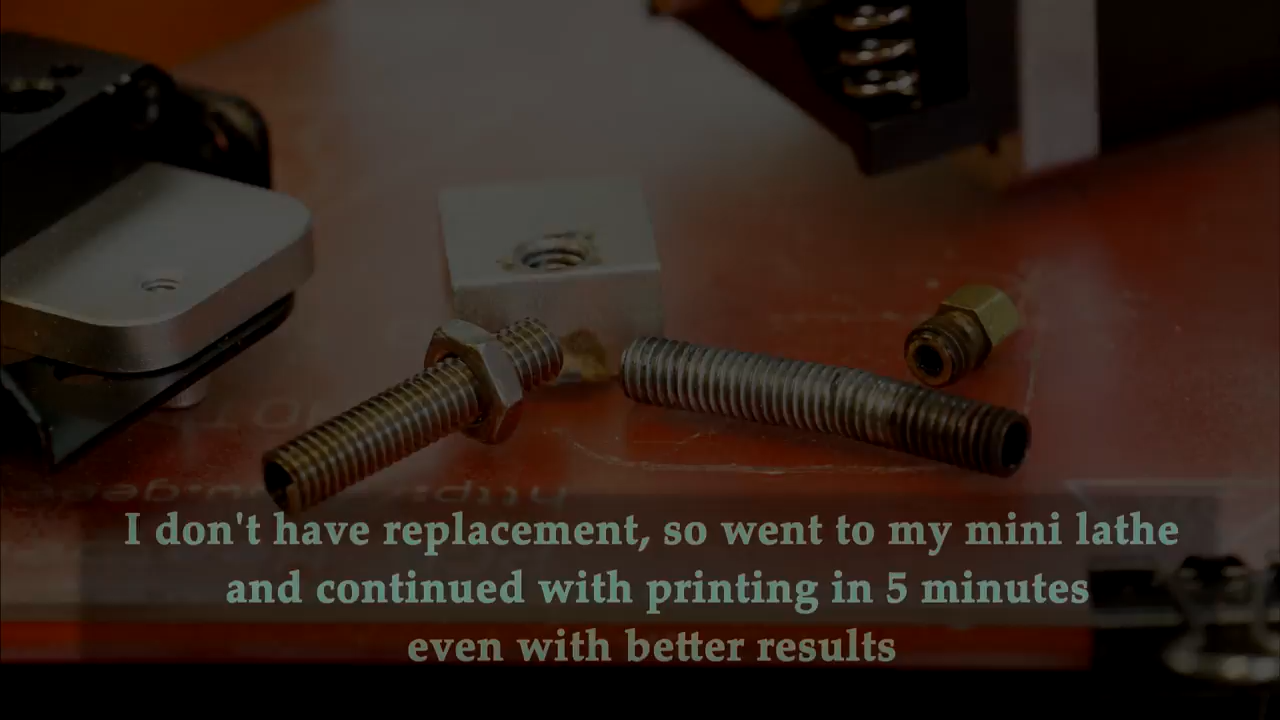 I don't have replacement, so went to my mini lathe
and continued with printing in 5 minutes
even with better results